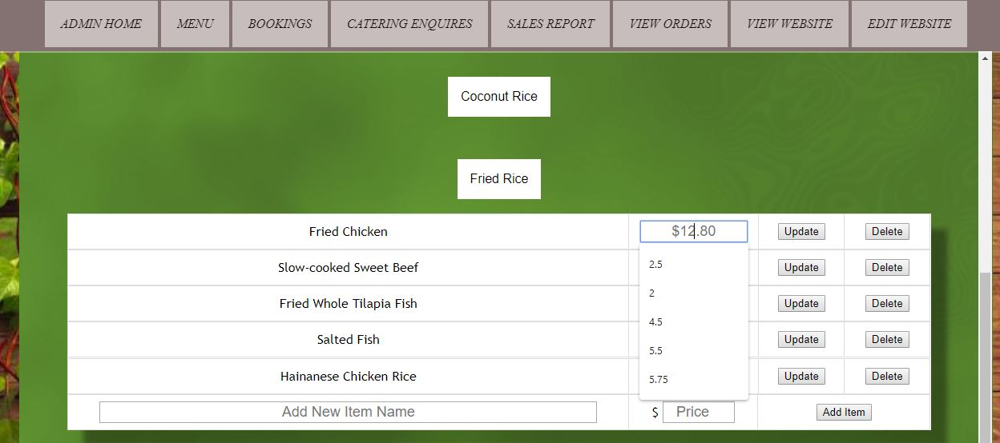 ADMIN HOME MENU BOOKINGS CATERING ENQUIRES SALES REPORT VIEW ORDERS VIEW WEBSITE EDIT WEBSITE
Coconut Rice
Fried Rice
Fried Chicken $12.80 Update Delete
2.5
Slow-cooked Sweet Beef Update Delete
2
Fried Whole Tilapia Fish Update Delete
4.5
Salted Fish Update Delete
5.5
Hainanese Chicken Rice Update Delete
5.75
Add New Item Name $ Price Add Item